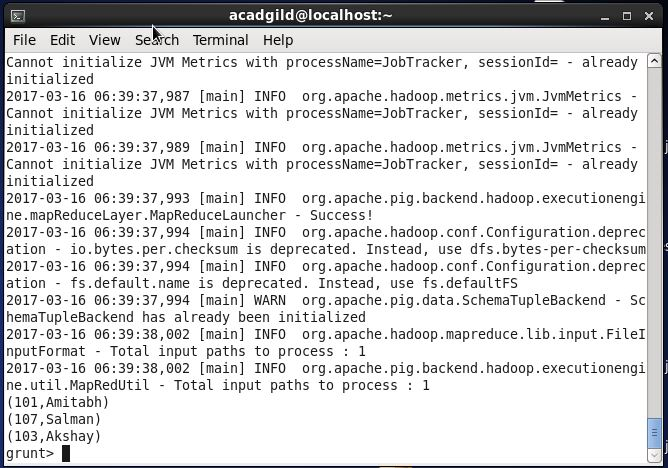 acadgild@localhost:~
File Edit View Search Terminal Help
Cannot initialize JVM Metrics with processName=JobTracker, sessionId= - already
initialized
2017-03-16 06:39:37,987 [main] INFO  org.apache.hadoop.metrics.jvm.JvmMetrics -
Cannot initialize JVM Metrics with processName=JobTracker, sessionId= - already
initialized
2017-03-16 06:39:37,989 [main] INFO  org.apache.hadoop.metrics.jvm.JvmMetrics -
Cannot initialize JVM Metrics with processName=JobTracker, sessionId= - already
initialized
2017-03-16 06:39:37,993 [main] INFO  org.apache.pig.backend.hadoop.executionengi
ne.mapReduceLayer.MapReduceLauncher - Success!
2017-03-16 06:39:37,994 [main] INFO  org.apache.hadoop.conf.Configuration.deprec
ation - io.bytes.per.checksum is deprecated. Instead, use dfs.bytes-per-checksum
2017-03-16 06:39:37,994 [main] INFO  org.apache.hadoop.conf.Configuration.deprec
ation - fs.default.name is deprecated. Instead, use fs.defaultFS
2017-03-16 06:39:37,994 [main] WARN  org.apache.pig.data.SchemaTupleBackend - Sc
hemaTupleBackend has already been initialized
2017-03-16 06:39:38,002 [main] INFO  org.apache.hadoop.mapreduce.lib.input.FileI
nputFormat - Total input paths to process : 1
2017-03-16 06:39:38,002 [main] INFO  org.apache.pig.backend.hadoop.executionengi
ne.util.MapRedUtil - Total input paths to process : 1
(101,Amitabh)
(107,Salman)
(103,Akshay)
grunt>